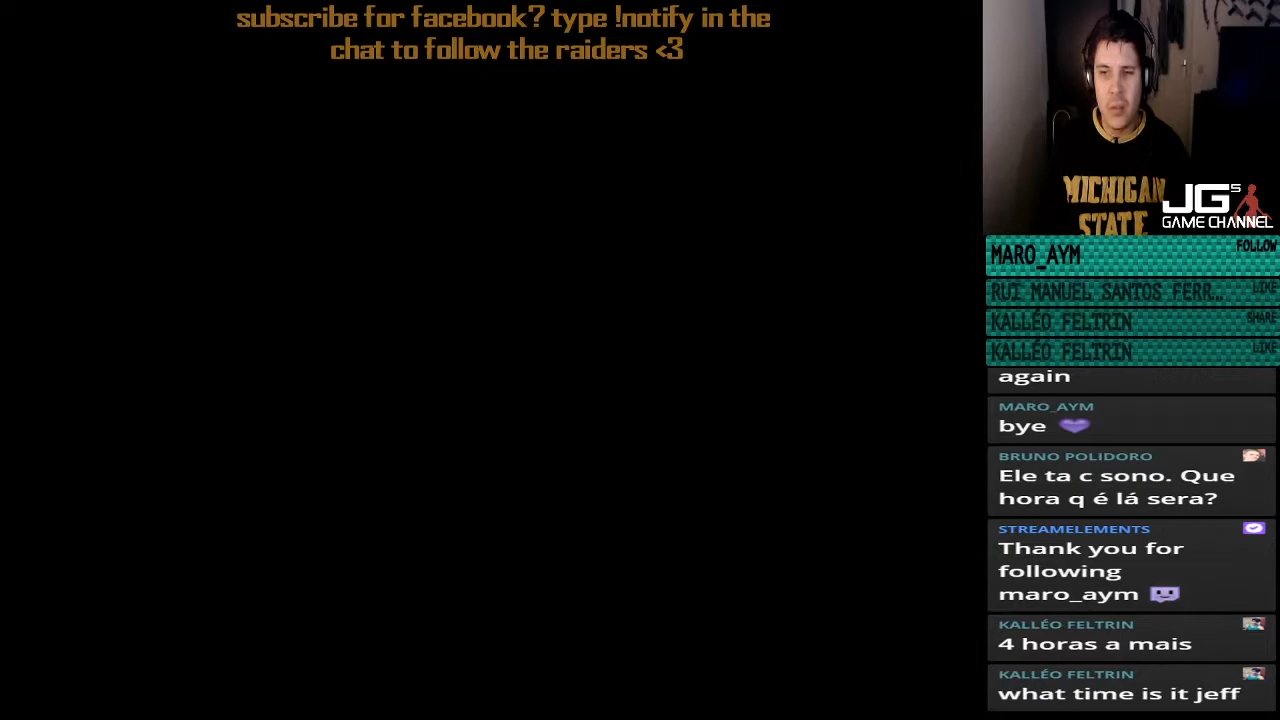 subscribe for facebook? type !notify in the
chat to follow the raiders <3
MICHIGAN
STATE
JG5
GAME CHANNEL
MARO_AYM FOLLOW
RUI MANUEL SANTOS FERR... LIKE
KALLÉO FELTRIN SHARE
KALLÉO FELTRIN LIKE
again
MARO_AYM
bye 💜
BRUNO POLIDORO
Ele ta c sono. Que
hora q é lá sera?
STREAMELEMENTS
Thank you for
following
maro_aym
KALLÉO FELTRIN
4 horas a mais
KALLÉO FELTRIN
what time is it jeff